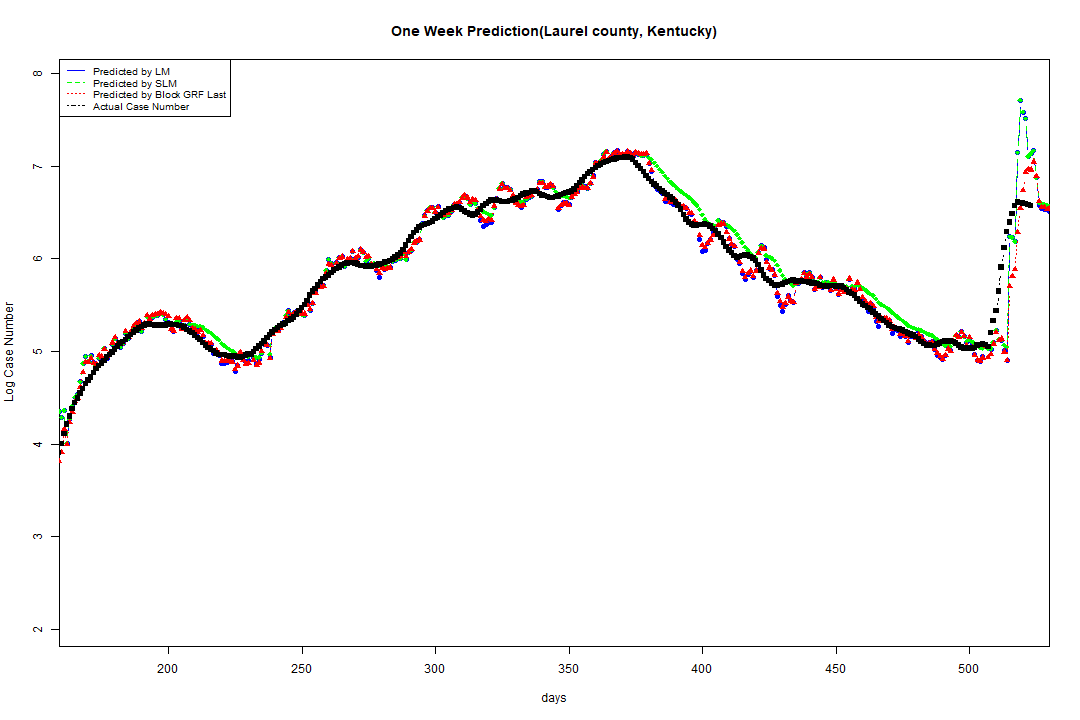 One Week Prediction(Laurel county, Kentucky)
Predicted by LM
Predicted by SLM
Predicted by Block GRF Last
Actual Case Number
8
7
6
5
4
3
2
Log Case Number
200 250 300 350 400 450 500
days